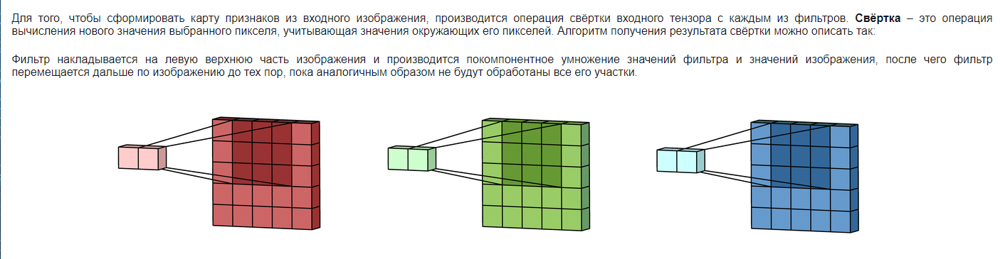 Для того, чтобы сформировать карту признаков из входного изображения, производится операция свёртки входного тензора с каждым из фильтров. Свёртка – это операция
вычисления нового значения выбранного пикселя, учитывающая значения окружающих его пикселей. Алгоритм получения результата свёртки можно описать так:
Фильтр накладывается на левую верхнюю часть изображения и производится покомпонентное умножение значений фильтра и значений изображения, после чего фильтр
перемещается дальше по изображению до тех пор, пока аналогичным образом не будут обработаны все его участки.